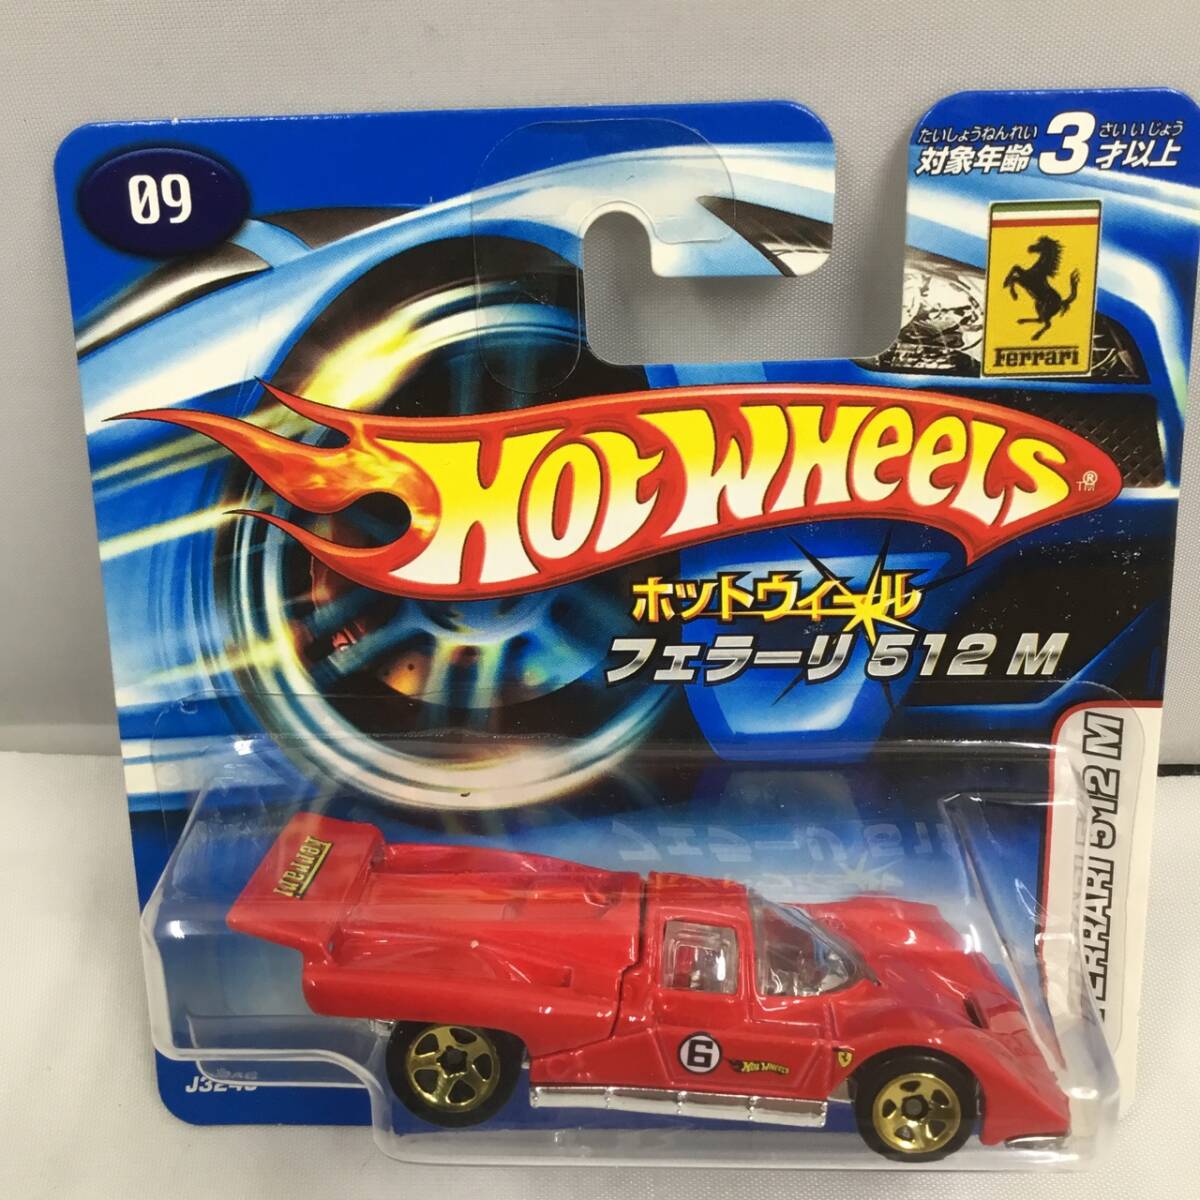 09
たいしょうねんれい さいいじょう
対象年齢 3 才以上
Ferrari
HOT WHEELS ®
TM
ホットウィール
フェラーリ 512 M
FERRARI 512 M
Ferrari
6
HOT WHEELS